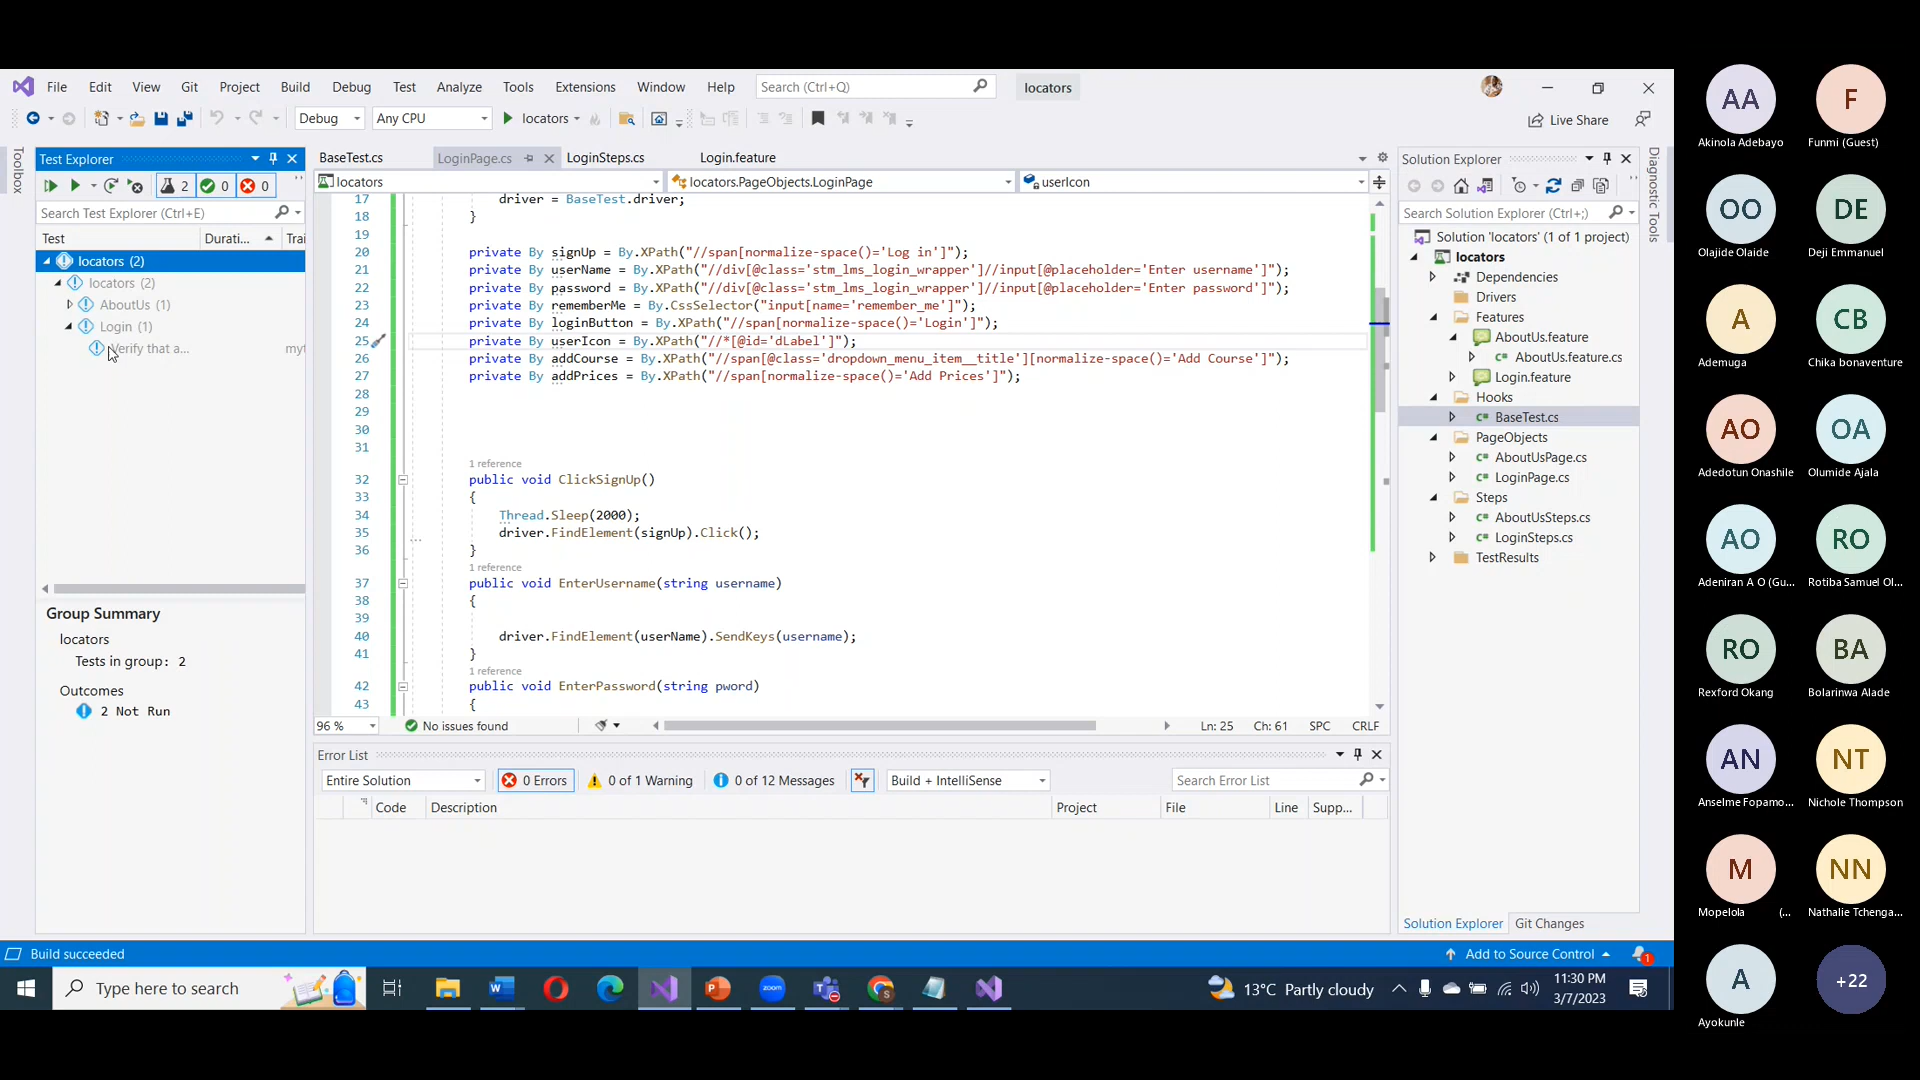 File Edit View Git Project Build Debug Test Analyze Tools Extensions Window Help Search (Ctrl+Q) locators
Debug Any CPU locators Live Share
Toolbox
Test Explorer
2 0 0
Search Test Explorer (Ctrl+E)
Test Durati... Trai
locators (2)
locators (2)
AboutUs (1)
Login (1)
Verify that a... myt
Group Summary
locators
Tests in group: 2
Outcomes
2 Not Run
BaseTest.cs LoginPage.cs LoginSteps.cs Login.feature
locators locators.PageObjects.LoginPage userIcon
17 driver = BaseTest.driver;
18 }
19
20 private By signUp = By.XPath("//span[normalize-space()='Log in']");
21 private By userName = By.XPath("//div[@class='stm_lms_login_wrapper']//input[@placeholder='Enter username']");
22 private By password = By.XPath("//div[@class='stm_lms_login_wrapper']//input[@placeholder='Enter password']");
23 private By rememberMe = By.CssSelector("input[name='remember_me']");
24 private By loginButton = By.XPath("//span[normalize-space()='Login']");
25 private By userIcon = By.XPath("//*[@id='dLabel']");
26 private By addCourse = By.XPath("//span[@class='dropdown_menu_item__title'][normalize-space()='Add Course']");
27 private By addPrices = By.XPath("//span[normalize-space()='Add Prices']");
28
29
30
31
1 reference
32 public void ClickSignUp()
33 {
34 Thread.Sleep(2000);
35 driver.FindElement(signUp).Click();
36 }
1 reference
37 public void EnterUsername(string username)
38 {
39
40 driver.FindElement(userName).SendKeys(username);
41 }
1 reference
42 public void EnterPassword(string pword)
43 {
96 % No issues found Ln: 25 Ch: 61 SPC CRLF
Error List
Entire Solution 0 Errors 0 of 1 Warning 0 of 12 Messages Build + IntelliSense Search Error List
Code Description Project File Line Supp...
Solution Explorer
Search Solution Explorer (Ctrl+;)
Solution 'locators' (1 of 1 project)
locators
Dependencies
Drivers
Features
AboutUs.feature
AboutUs.feature.cs
Login.feature
Hooks
BaseTest.cs
PageObjects
AboutUsPage.cs
LoginPage.cs
Steps
AboutUsSteps.cs
LoginSteps.cs
TestResults
Solution Explorer Git Changes
Diagnostic Tools
Build succeeded Add to Source Control 1
Type here to search zoom 13°C Partly cloudy 11:30 PM
3/7/2023
AA F
Akinola Adebayo Funmi (Guest)
OO DE
Olajide Olaide Deji Emmanuel
A CB
Ademuga Chika bonaventure
AO OA
Adedotun Onashile Olumide Ajala
AO RO
Adeniran A O (Gu... Rotiba Samuel Ol...
RO BA
Rexford Okang Bolarinwa Alade
AN NT
Anselme Fopamo... Nichole Thompson
M NN
Mopelola (... Nathalie Tchenga...
A +22
Ayokunle